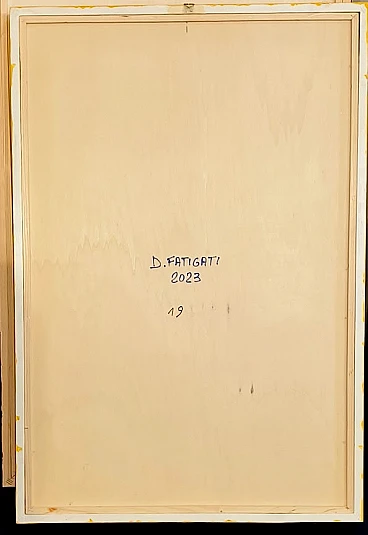 D. FATIGATI
2023
19